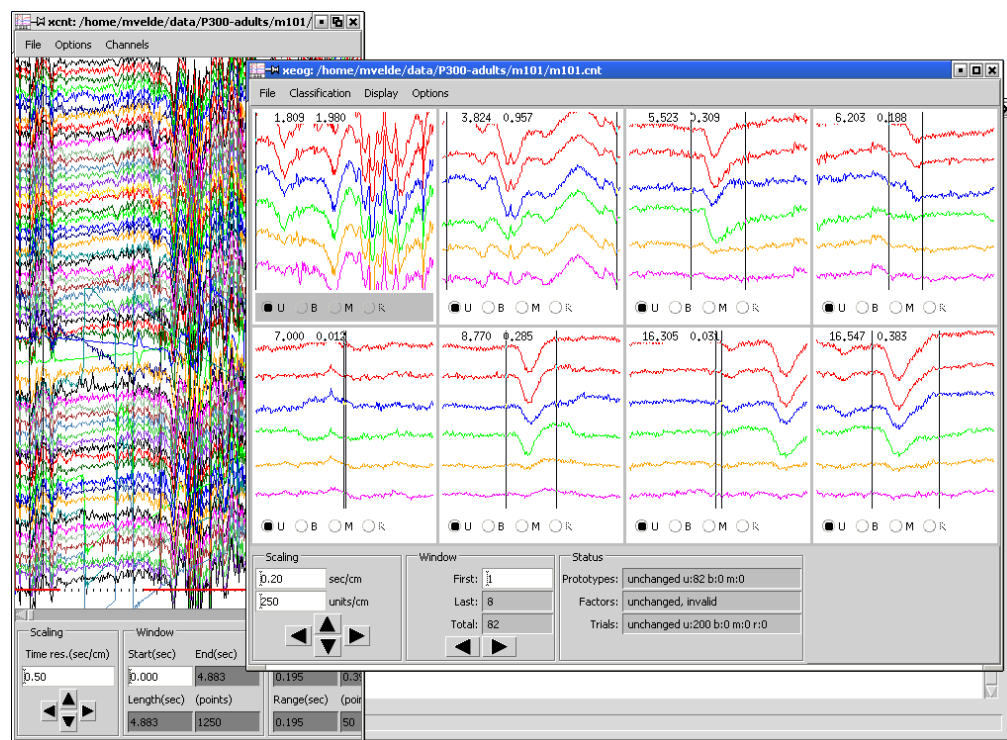 xcnt: /home/mvelde/data/P300-adults/m101/
File Options Channels
xeog: /home/mvelde/data/P300-adults/m101/m101.cnt
File Classification Display Options
1.809 1.980
3.824 0.957
5.523 0.309
6.203 0.188
U B M R
U B M R
U B M R
U B M R
7.000 0.012
8.770 0.285
16.305 0.031
16.547 0.383
U B M R
U B M R
U B M R
U B M R
Scaling
0.20 sec/cm
250 units/cm
Window
First: 1
Last: 8
Total: 82
Status
Prototypes: unchanged u:82 b:0 m:0
Factors: unchanged, invalid
Trials: unchanged u:200 b:0 m:0 r:0
Scaling
Time res.(sec/cm)
0.50
Window
Start(sec) End(sec)
0.000 4.883
Length(sec) (points)
4.883 1250
0.195 0.39
Range(sec) (poin
0.195 50